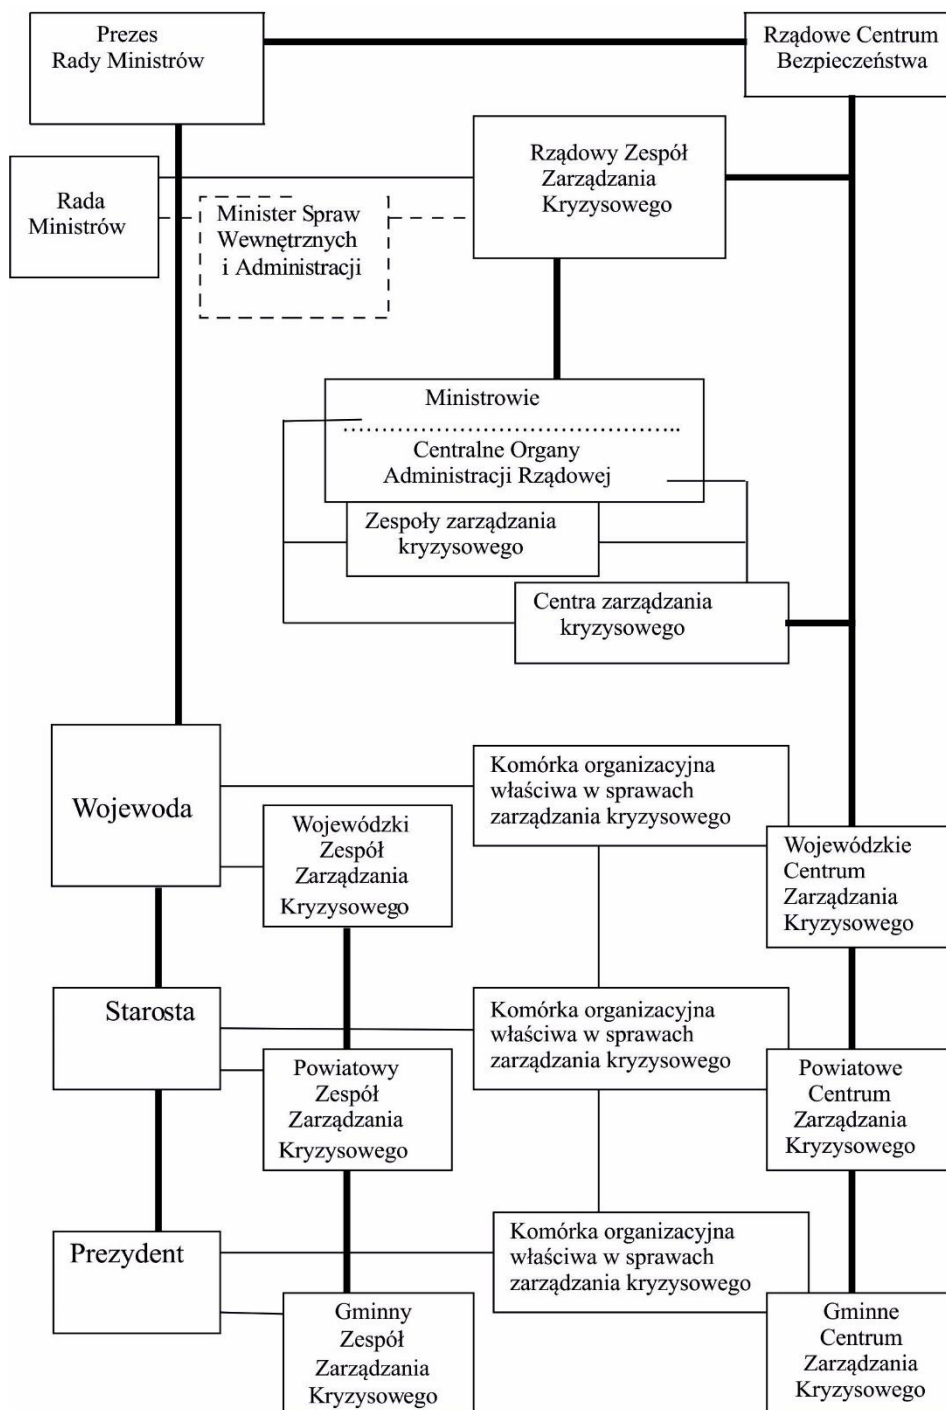 Prezes
Rady Ministrów
Rządowe Centrum
Bezpieczeństwa
Rządowy Zespół
Zarządzania
Kryzysowego
Rada
Ministrów
Minister Spraw
Wewnętrznych
i Administracji
Ministrowie
Centralne Organy
Administracji Rządowej
Zespoły zarządzania
kryzysowego
Centra zarządzania
kryzysowego
Wojewoda
Komórka organizacyjna
właściwa w sprawach
zarządzania kryzysowego
Wojewódzki
Zespół
Zarządzania
Kryzysowego
Wojewódzkie
Centrum
Zarządzania
Kryzysowego
Starosta
Komórka organizacyjna
właściwa w sprawach
zarządzania kryzysowego
Powiatowy
Zespół
Zarządzania
Kryzysowego
Powiatowe
Centrum
Zarządzania
Kryzysowego
Prezydent
Komórka organizacyjna
właściwa w sprawach
zarządzania kryzysowego
Gminny
Zespół
Zarządzania
Kryzysowego
Gminne
Centrum
Zarządzania
Kryzysowego